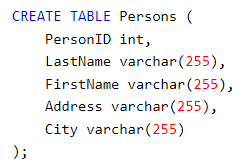 CREATE TABLE Persons (
    PersonID int,
    LastName varchar(255),
    FirstName varchar(255),
    Address varchar(255),
    City varchar(255)
);